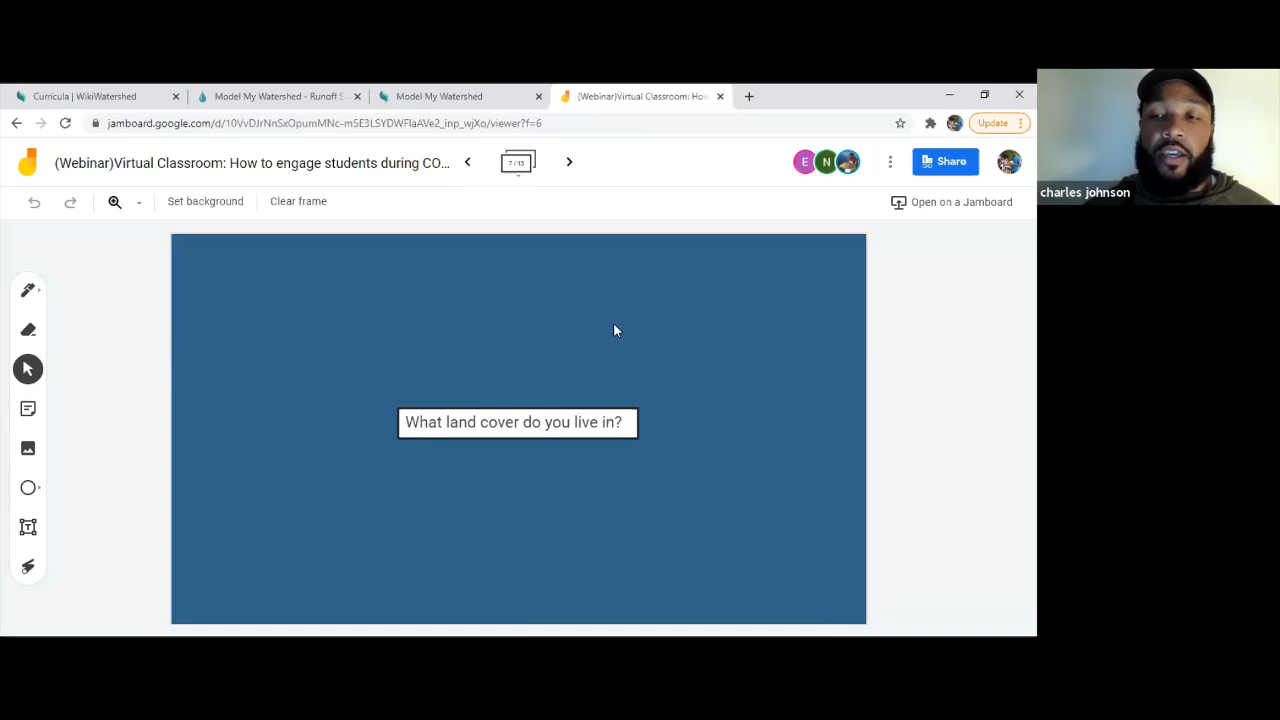 Curricula | WikiWatershed
Model My Watershed - Runoff S
Model My Watershed
(Webinar)Virtual Classroom: How
jamboard.google.com/d/10VvDJrNnSxOpumMNc-m5E3LSYDWFlaAVe2_inp_wjXo/viewer?f=6
Update
(Webinar)Virtual Classroom: How to engage students during CO...
7 / 13
E
N
Share
Set background
Clear frame
Open on a Jamboard
charles johnson
What land cover do you live in?